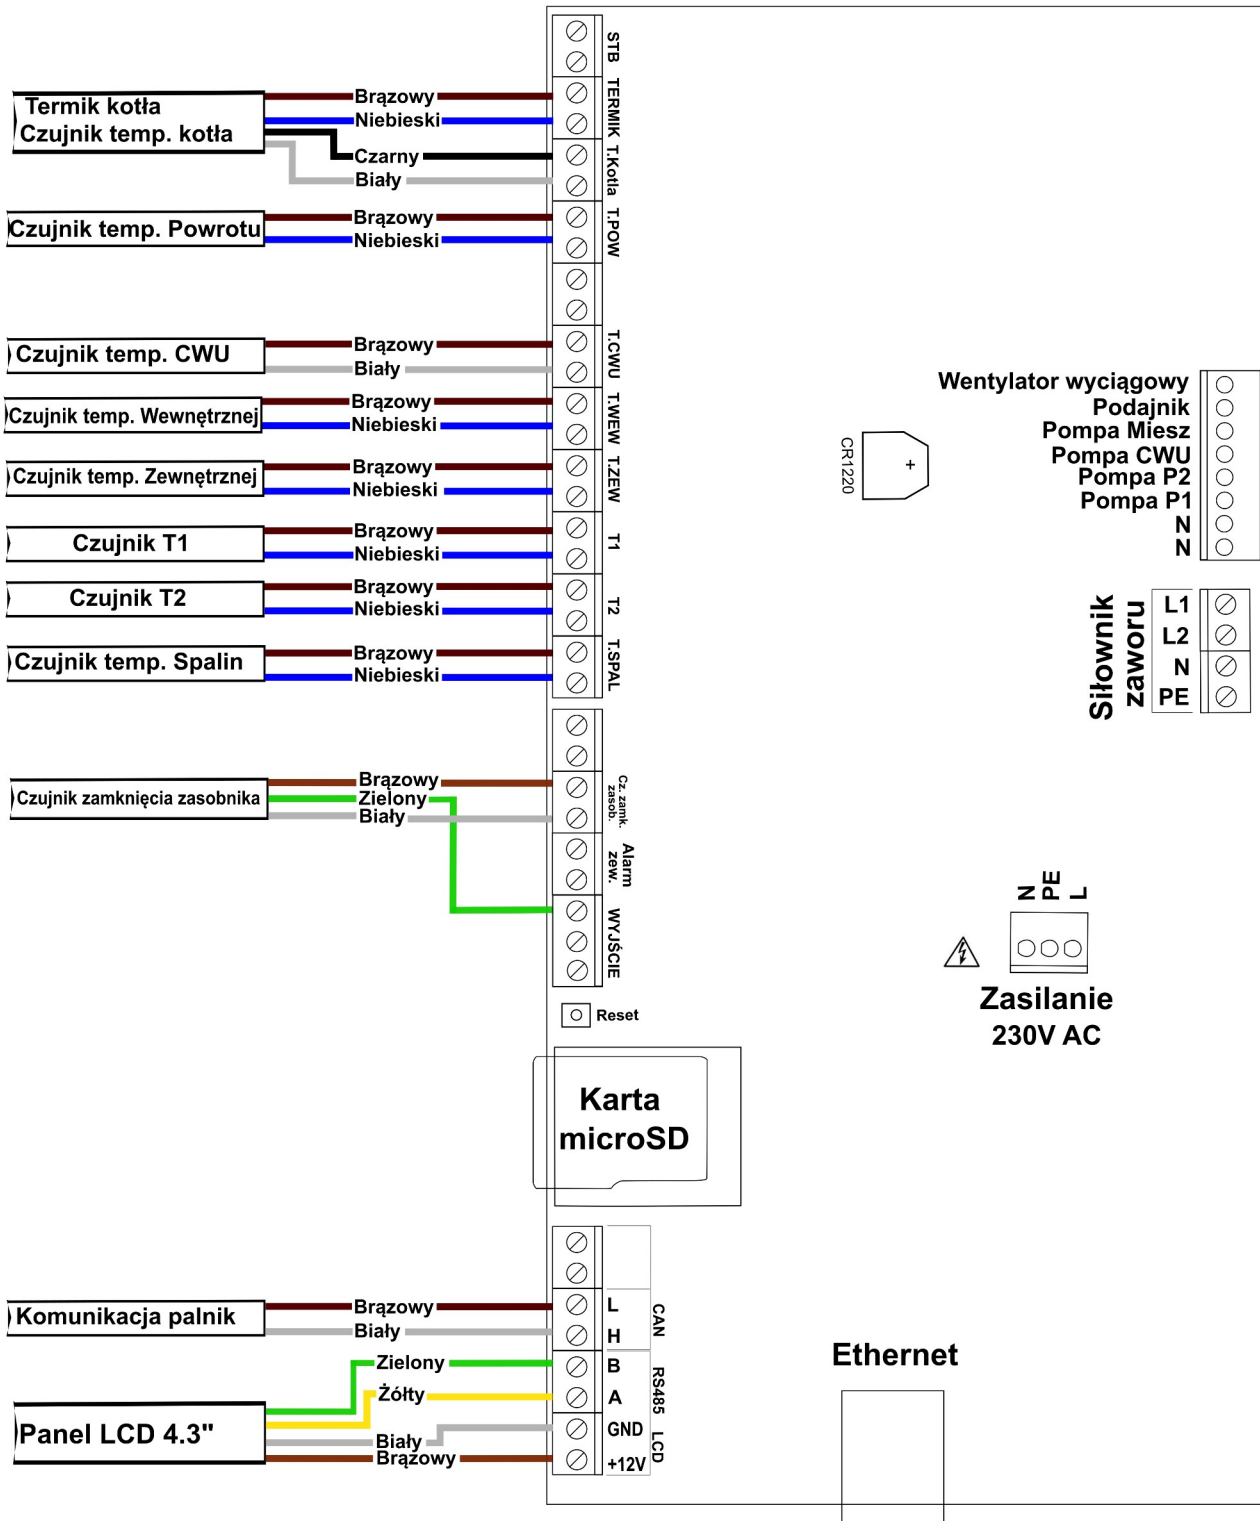 STB
Termik kotła
Czujnik temp. kotła
Brązowy
Niebieski
Czarny
Biały
TERMIK
T.Kotla
Czujnik temp. Powrotu
Brązowy
Niebieski
T.POW
Czujnik temp. CWU
Brązowy
Biały
T.CWU
Czujnik temp. Wewnętrznej
Brązowy
Niebieski
T.WEW
Czujnik temp. Zewnętrznej
Brązowy
Niebieski
T.ZEW
Czujnik T1
Brązowy
Niebieski
T1
Czujnik T2
Brązowy
Niebieski
T2
Czujnik temp. Spalin
Brązowy
Niebieski
T.SPAL
Czujnik zamknięcia zasobnika
Brązowy
Zielony
Biały
Cz. zamk.
zasob.
Alarm
zew.
WYJŚCIE
Reset
Karta
microSD
Komunikacja palnik
Brązowy
Biały
L
H
CAN
Panel LCD 4.3"
Zielony
Żółty
Biały
Brązowy
B
A
GND
+12V
RS485
LCD
CR1220
+
Wentylator wyciągowy
Podajnik
Pompa Miesz
Pompa CWU
Pompa P2
Pompa P1
N
N
Siłownik
zaworu
L1
L2
N
PE
N
PE
L
Zasilanie
230V AC
Ethernet